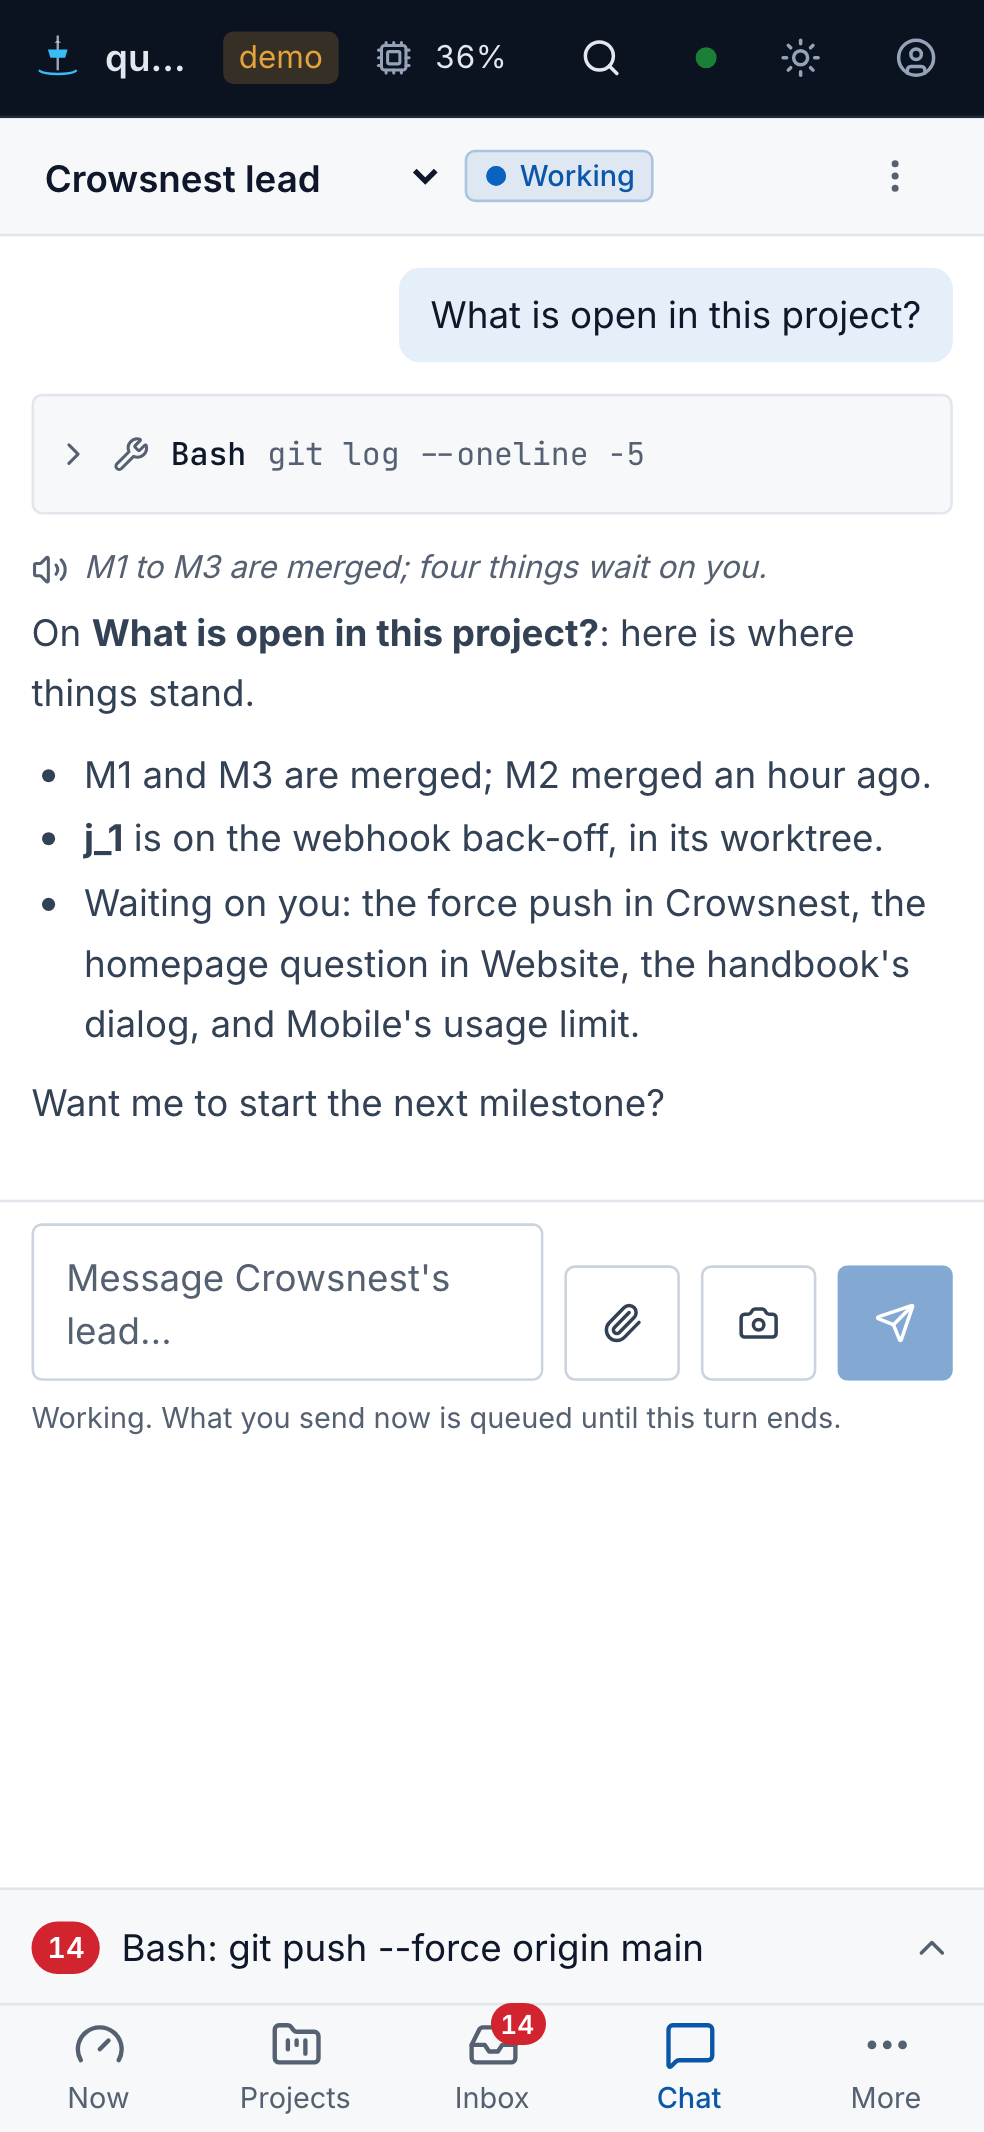 qu...
demo
36%
Crowsnest lead
Working
What is open in this project?
Bash git log --oneline -5
M1 to M3 are merged; four things wait on you.
On What is open in this project?: here is where
things stand.
• M1 and M3 are merged; M2 merged an hour ago.
• j_1 is on the webhook back-off, in its worktree.
• Waiting on you: the force push in Crowsnest, the
homepage question in Website, the handbook's
dialog, and Mobile's usage limit.
Want me to start the next milestone?
Message Crowsnest's
lead...
Working. What you send now is queued until this turn ends.
14 Bash: git push --force origin main
14
Now
Projects
Inbox
Chat
More